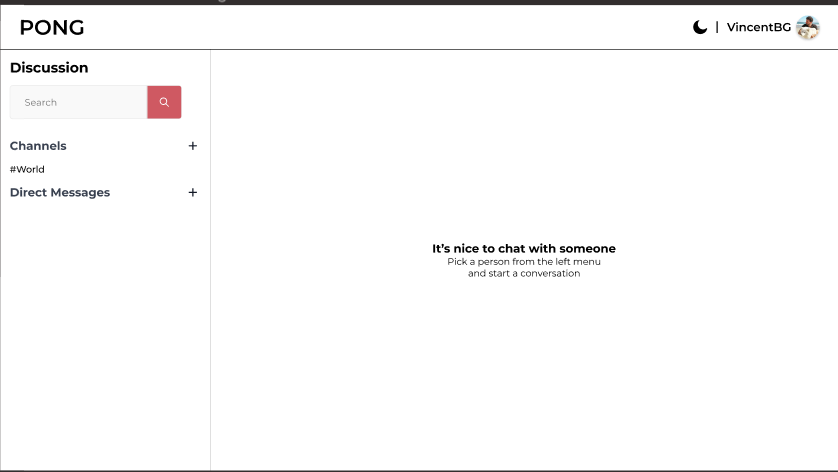 PONG
| VincentBG
Discussion
Search
Channels +
#World
Direct Messages +
It's nice to chat with someone
Pick a person from the left menu
and start a conversation